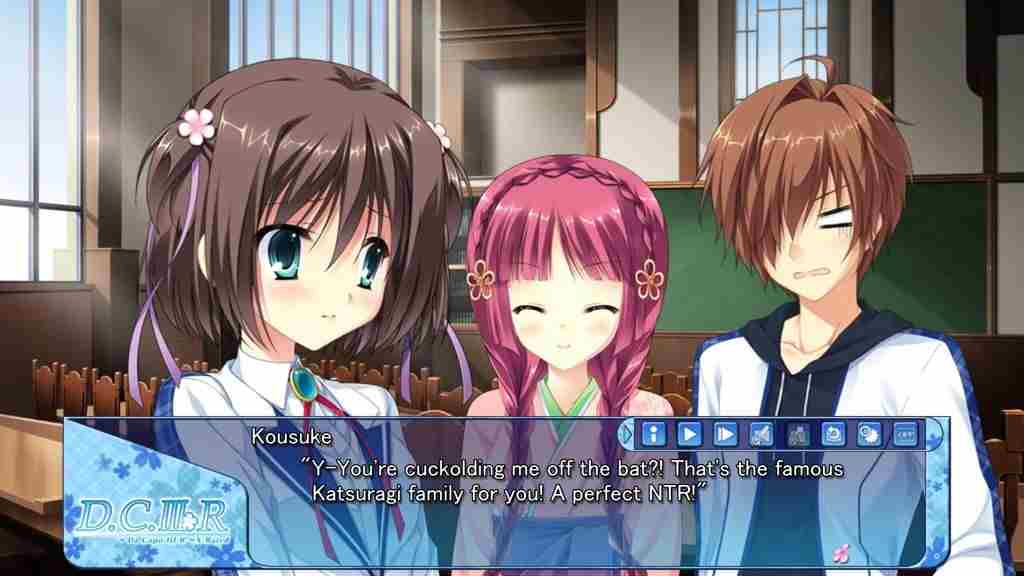 Kousuke
"Y-You're cuckolding me off the bat?! That's the famous
Katsuragi family for you! A perfect NTR!"
D.C.III R